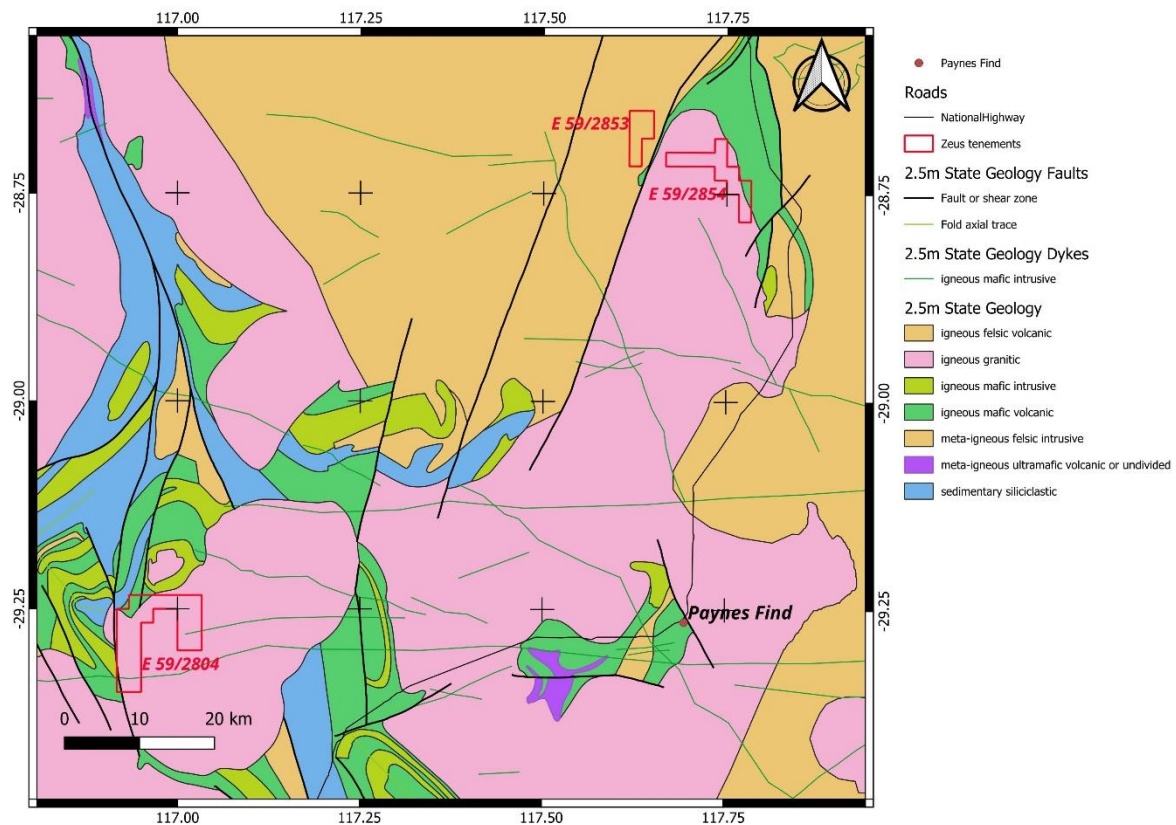 117.00 117.25 117.50 117.75
-28.75 -28.75
-29.00 -29.00
-29.25 -29.25
E 59/2853
E 59/2854
Paynes Find
E 59/2804
0 10 20 km
117.00 117.25 117.50 117.75
Paynes Find
Roads
NationalHighway
Zeus tenements
2.5m State Geology Faults
Fault or shear zone
Fold axial trace
2.5m State Geology Dykes
igneous mafic intrusive
2.5m State Geology
igneous felsic volcanic
igneous granitic
igneous mafic intrusive
igneous mafic volcanic
meta-igneous felsic intrusive
meta-igneous ultramafic volcanic or undivided
sedimentary siliciclastic